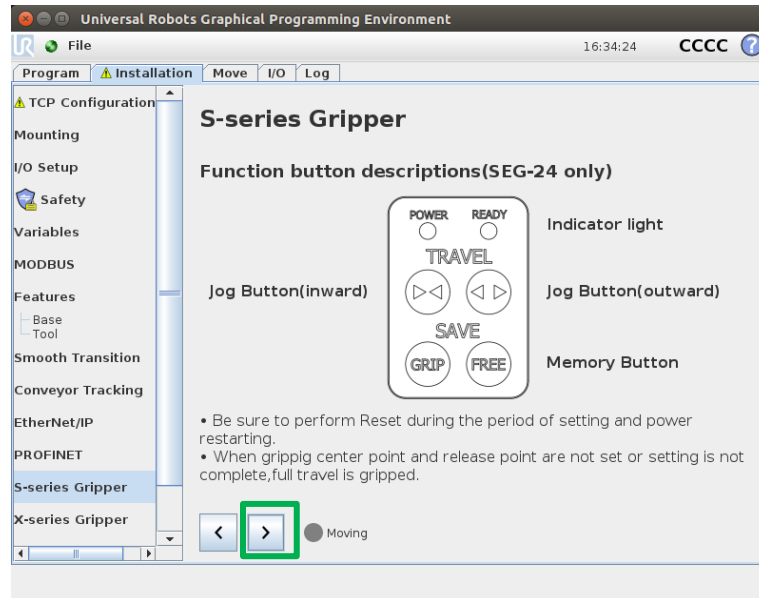 Universal Robots Graphical Programming Environment
File
16:34:24
CCCC
?
Program
Installation
Move
I/O
Log
TCP Configuration
Mounting
I/O Setup
Safety
Variables
MODBUS
Features
Base
Tool
Smooth Transition
Conveyor Tracking
EtherNet/IP
PROFINET
S-series Gripper
X-series Gripper
S-series Gripper
Function button descriptions(SEG-24 only)
POWER READY
Indicator light
TRAVEL
Jog Button(inward)
Jog Button(outward)
SAVE
GRIP FREE
Memory Button
• Be sure to perform Reset during the period of setting and power
restarting.
• When grippig center point and release point are not set or setting is not
complete,full travel is gripped.
Moving